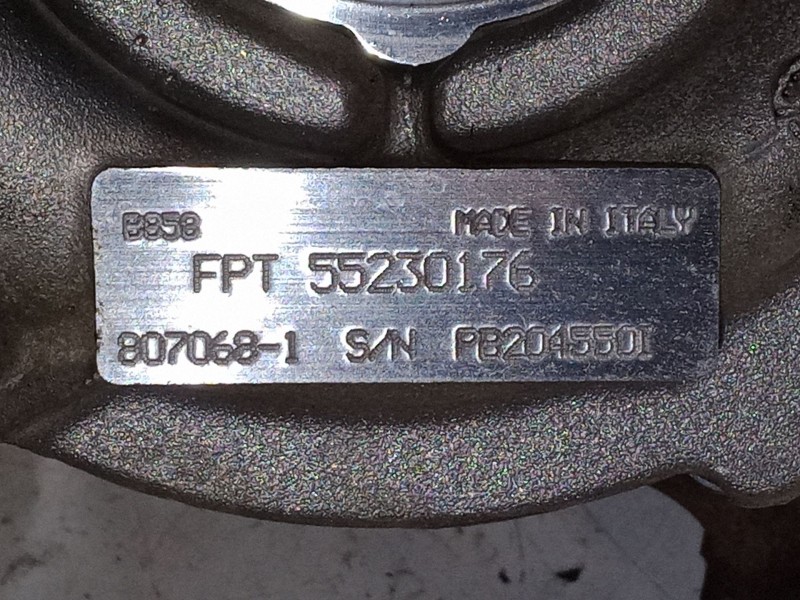 B858 MADE IN ITALY
FPT 55230176
807068-1 S/N PB2045501